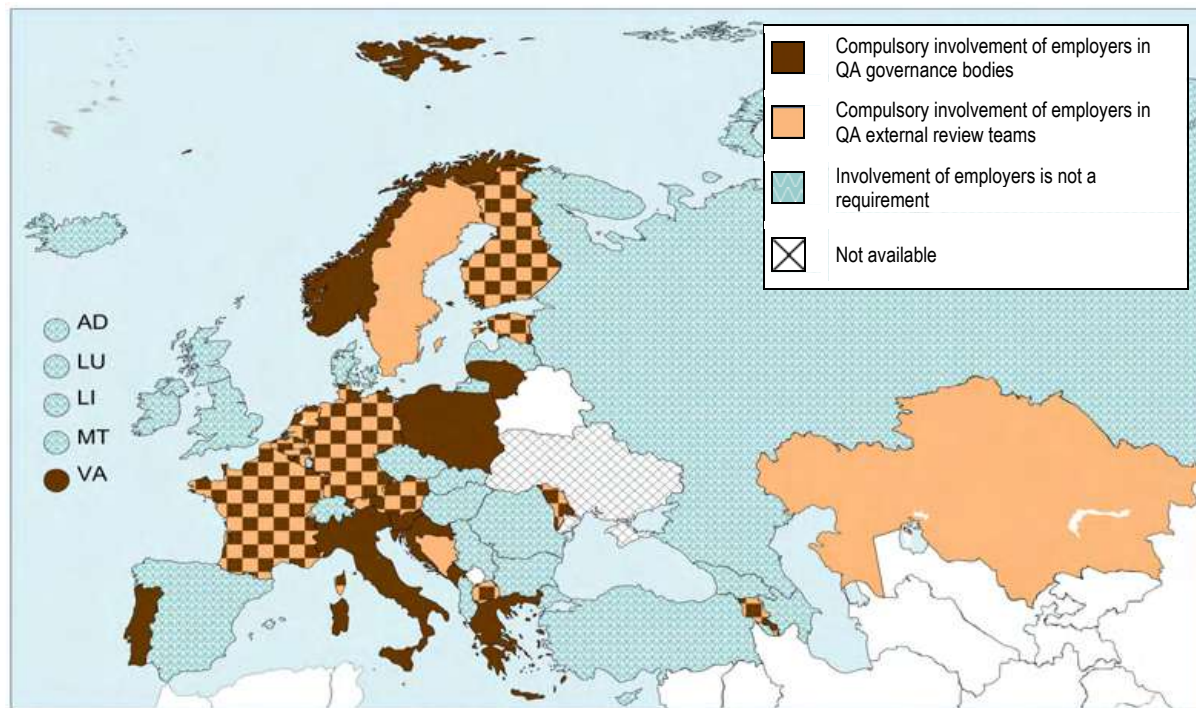 Compulsory involvement of employers in
QA governance bodies
Compulsory involvement of employers in
QA external review teams
Involvement of employers is not a
requirement
Not available
AD
LU
LI
MT
VA